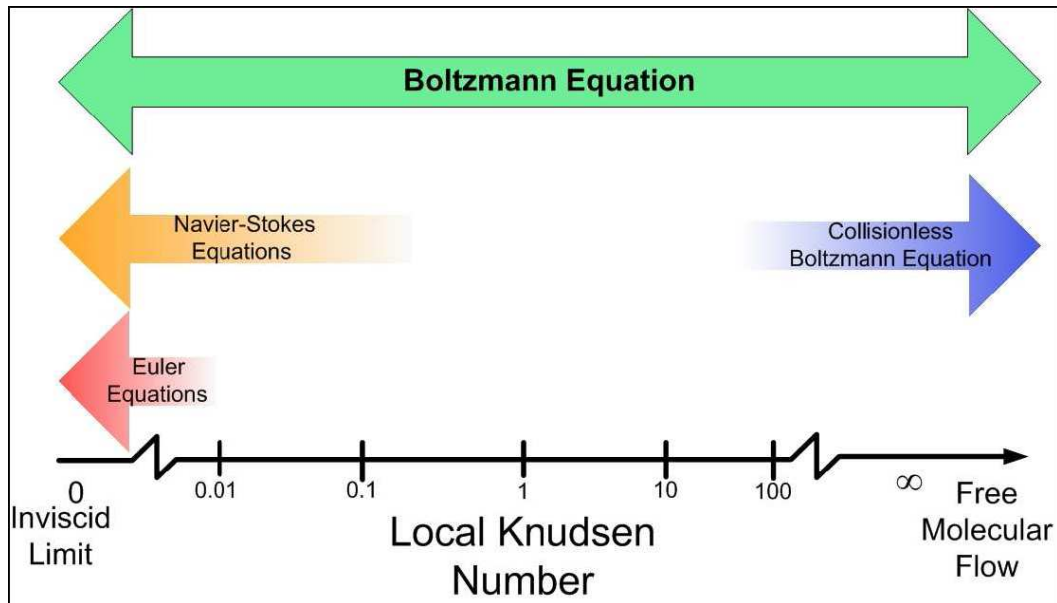 Boltzmann Equation
Navier-Stokes
Equations
Collisionless
Boltzmann Equation
Euler
Equations
0.01
0.1
1
10
100
0
Inviscid
Limit
Local Knudsen
Number
∞
Free
Molecular
Flow